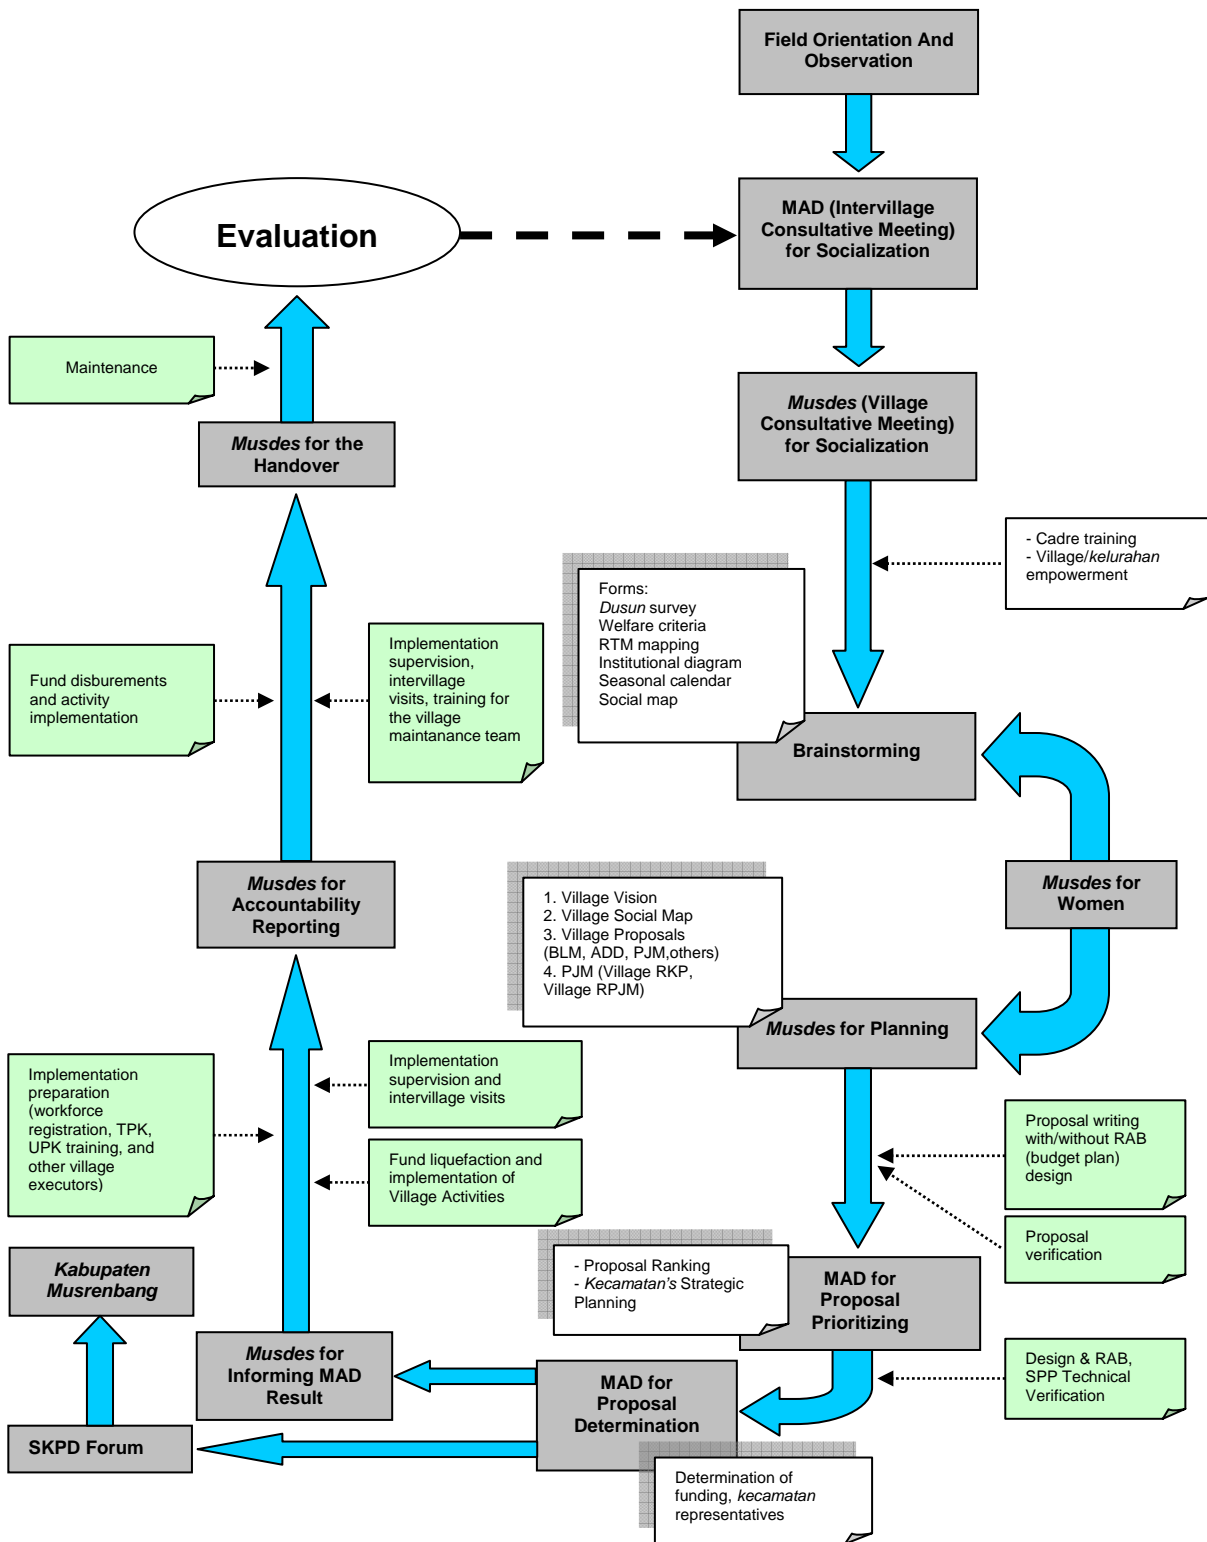 Field Orientation And
Observation
MAD (Intervillage
Consultative Meeting)
for Socialization
Evaluation
Maintenance
Musdes (Village
Consultative Meeting)
for Socialization
Musdes for the
Handover
- Cadre training
- Village/kelurahan
empowerment
Forms:
Dusun survey
Welfare criteria
RTM mapping
Institutional diagram
Seasonal calendar
Social map
Implementation
supervision,
intervillage
visits, training for
the village
maintanance team
Fund disburements
and activity
implementation
Brainstorming
Musdes for
Accountability
Reporting
1. Village Vision
2. Village Social Map
3. Village Proposals
(BLM, ADD, PJM,others)
4. PJM (Village RKP,
Village RPJM)
Musdes for
Women
Musdes for Planning
Implementation
preparation
(workforce
registration, TPK,
UPK training, and
other village
executors)
Implementation
supervision and
intervillage visits
Fund liquefaction and
implementation of
Village Activities
Proposal writing
with/without RAB
(budget plan)
design
Proposal
verification
Kabupaten
Musrenbang
- Proposal Ranking
- Kecamatan's Strategic
Planning
MAD for
Proposal
Prioritizing
Musdes for
Informing MAD
Result
MAD for
Proposal
Determination
Design & RAB,
SPP Technical
Verification
SKPD Forum
Determination of
funding, kecamatan
representatives